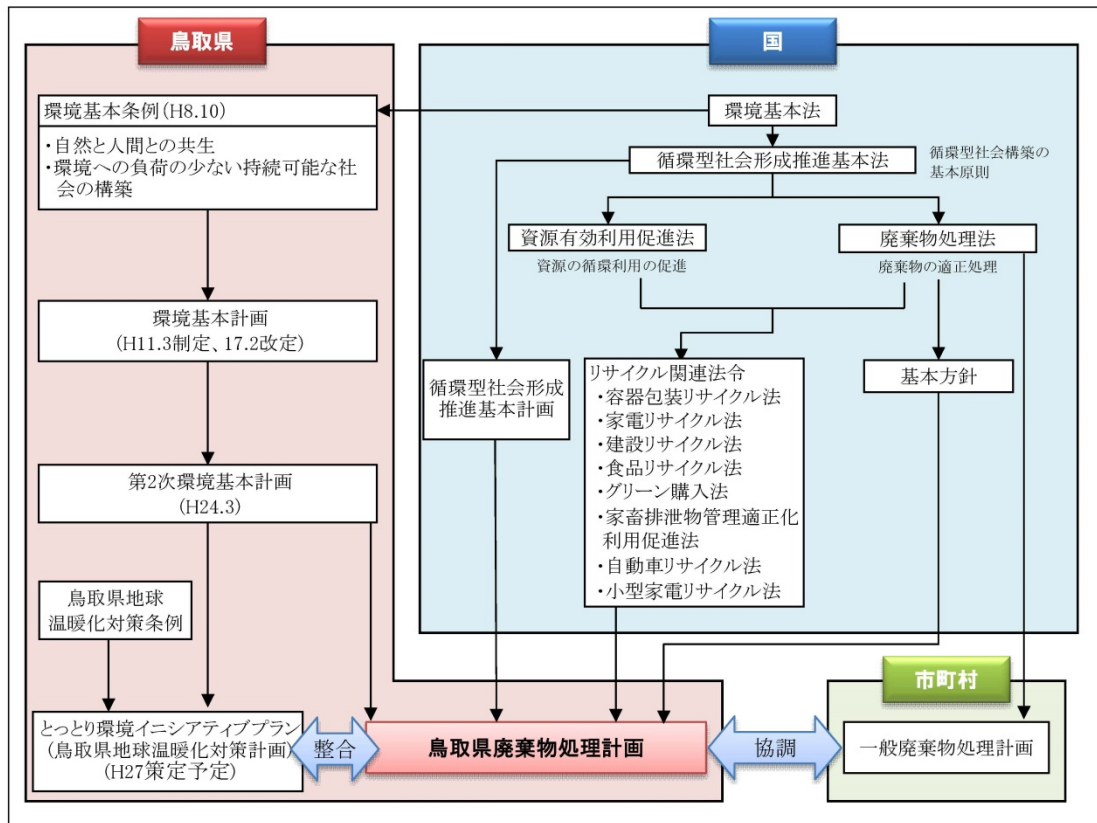 鳥取県
環境基本条例(H8.10)
・自然と人間との共生
・環境への負荷の少ない持続可能な社
会の構築
環境基本計画
(H11.3制定、17.2改定)
第2次環境基本計画
(H24.3)
鳥取県地球
温暖化対策条例
とっとり環境イニシアティブプラン
(鳥取県地球温暖化対策計画)
(H27策定予定)
整合
鳥取県廃棄物処理計画
協調
国
環境基本法
循環型社会形成推進基本法
循環型社会構築の
基本原則
資源有効利用促進法
資源の循環利用の促進
廃棄物処理法
廃棄物の適正処理
循環型社会形成
推進基本計画
リサイクル関連法令
・容器包装リサイクル法
・家電リサイクル法
・建設リサイクル法
・食品リサイクル法
・グリーン購入法
・家畜排泄物管理適正化
利用促進法
・自動車リサイクル法
・小型家電リサイクル法
基本方針
市町村
一般廃棄物処理計画